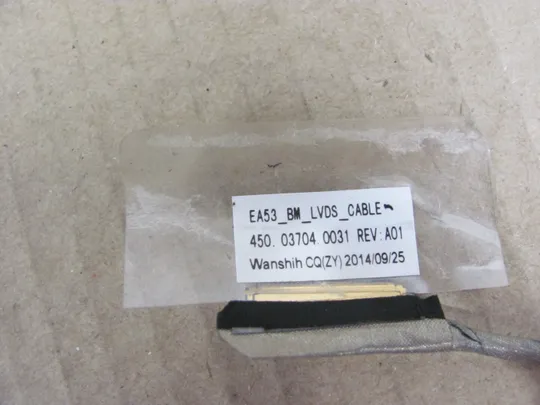 EA53_BM_LVDS_CABLE
450.03704.0031 REV:A01
Wanshih CQ(ZY) 2014/09/25